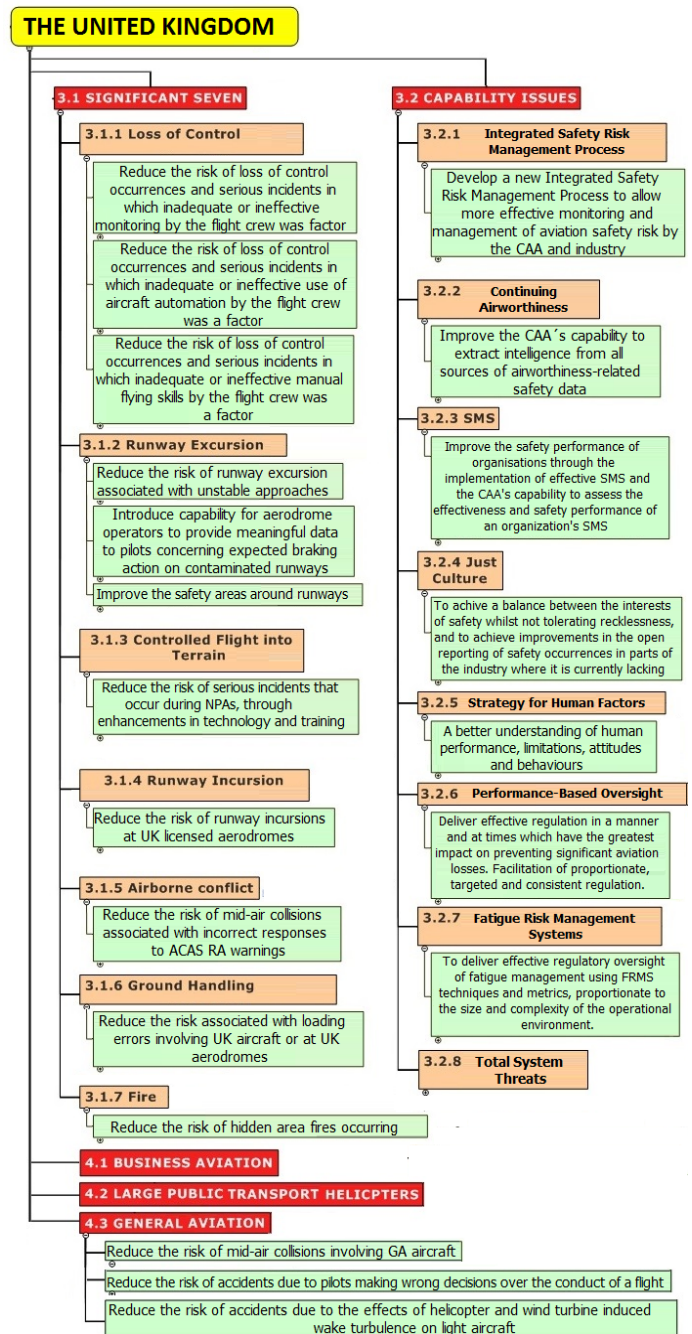 THE UNITED KINGDOM
3.1 SIGNIFICANT SEVEN
3.1.1 Loss of Control
Reduce the risk of loss of control
occurrences and serious incidents in
which inadequate or ineffective
monitoring by the flight crew was factor
Reduce the risk of loss of control
occurrences and serious incidents in
which inadequate or ineffective use of
aircraft automation by the flight crew
was a factor
Reduce the risk of loss of control
occurrences and serious incidents in
which inadequate or ineffective manual
flying skills by the flight crew was
a factor
3.1.2 Runway Excursion
Reduce the risk of runway excursion
associated with unstable approaches
Introduce capability for aerodrome
operators to provide meaningful data
to pilots concerning expected braking
action on contaminated runways
Improve the safety areas around runways
3.1.3 Controlled Flight into
Terrain
Reduce the risk of serious incidents that
occur during NPAs, through
enhancements in technology and training
3.1.4 Runway Incursion
Reduce the risk of runway incursions
at UK licensed aerodromes
3.1.5 Airborne conflict
Reduce the risk of mid-air collisions
associated with incorrect responses
to ACAS RA warnings
3.1.6 Ground Handling
Reduce the risk associated with loading
errors involving UK aircraft or at UK
aerodromes
3.1.7 Fire
Reduce the risk of hidden area fires occurring
3.2 CAPABILITY ISSUES
3.2.1 Integrated Safety Risk
Management Process
Develop a new Integrated Safety
Risk Management Process to allow
more effective monitoring and
management of aviation safety risk by
the CAA and industry
3.2.2 Continuing
Airworthiness
Improve the CAA´s capability to
extract intelligence from all
sources of airworthiness-related
safety data
3.2.3 SMS
Improve the safety performance of
organisations through the
implementation of effective SMS and
the CAA's capability to assess the
effectiveness and safety performance of
an organization's SMS
3.2.4 Just
Culture
To achive a balance between the interests
of safety whilst not tolerating recklessness,
and to achieve improvements in the open
reporting of safety occurrences in parts of
the industry where it is currently lacking
3.2.5 Strategy for Human Factors
A better understanding of human
performance, limitations, attitudes
and behaviours
3.2.6 Performance-Based Oversight
Deliver effective regulation in a manner
and at times which have the greatest
impact on preventing significant aviation
losses. Facilitation of proportionate,
targeted and consistent regulation.
3.2.7 Fatigue Risk Management
Systems
To deliver effective regulatory oversight
of fatigue management using FRMS
techniques and metrics, proportionate to
the size and complexity of the operational
environment.
3.2.8 Total System
Threats
4.1 BUSINESS AVIATION
4.2 LARGE PUBLIC TRANSPORT HELICPTERS
4.3 GENERAL AVIATION
Reduce the risk of mid-air collisions involving GA aircraft
Reduce the risk of accidents due to pilots making wrong decisions over the conduct of a flight
Reduce the risk of accidents due to the effects of helicopter and wind turbine induced
wake turbulence on light aircraft